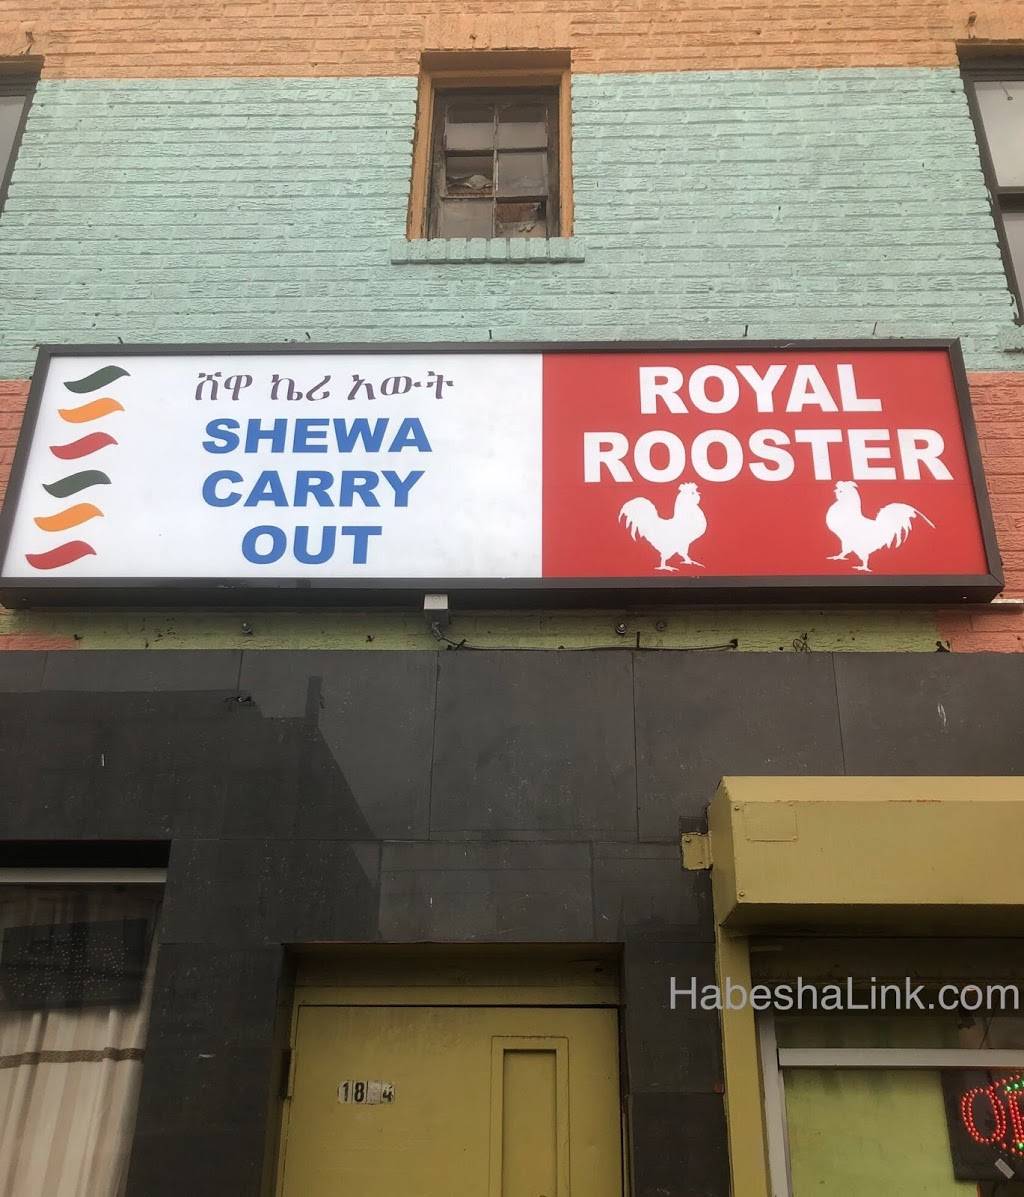 ሸዋ ኬሪ አውት
SHEWA
CARRY
OUT
ROYAL
ROOSTER
HabeshaLink.com